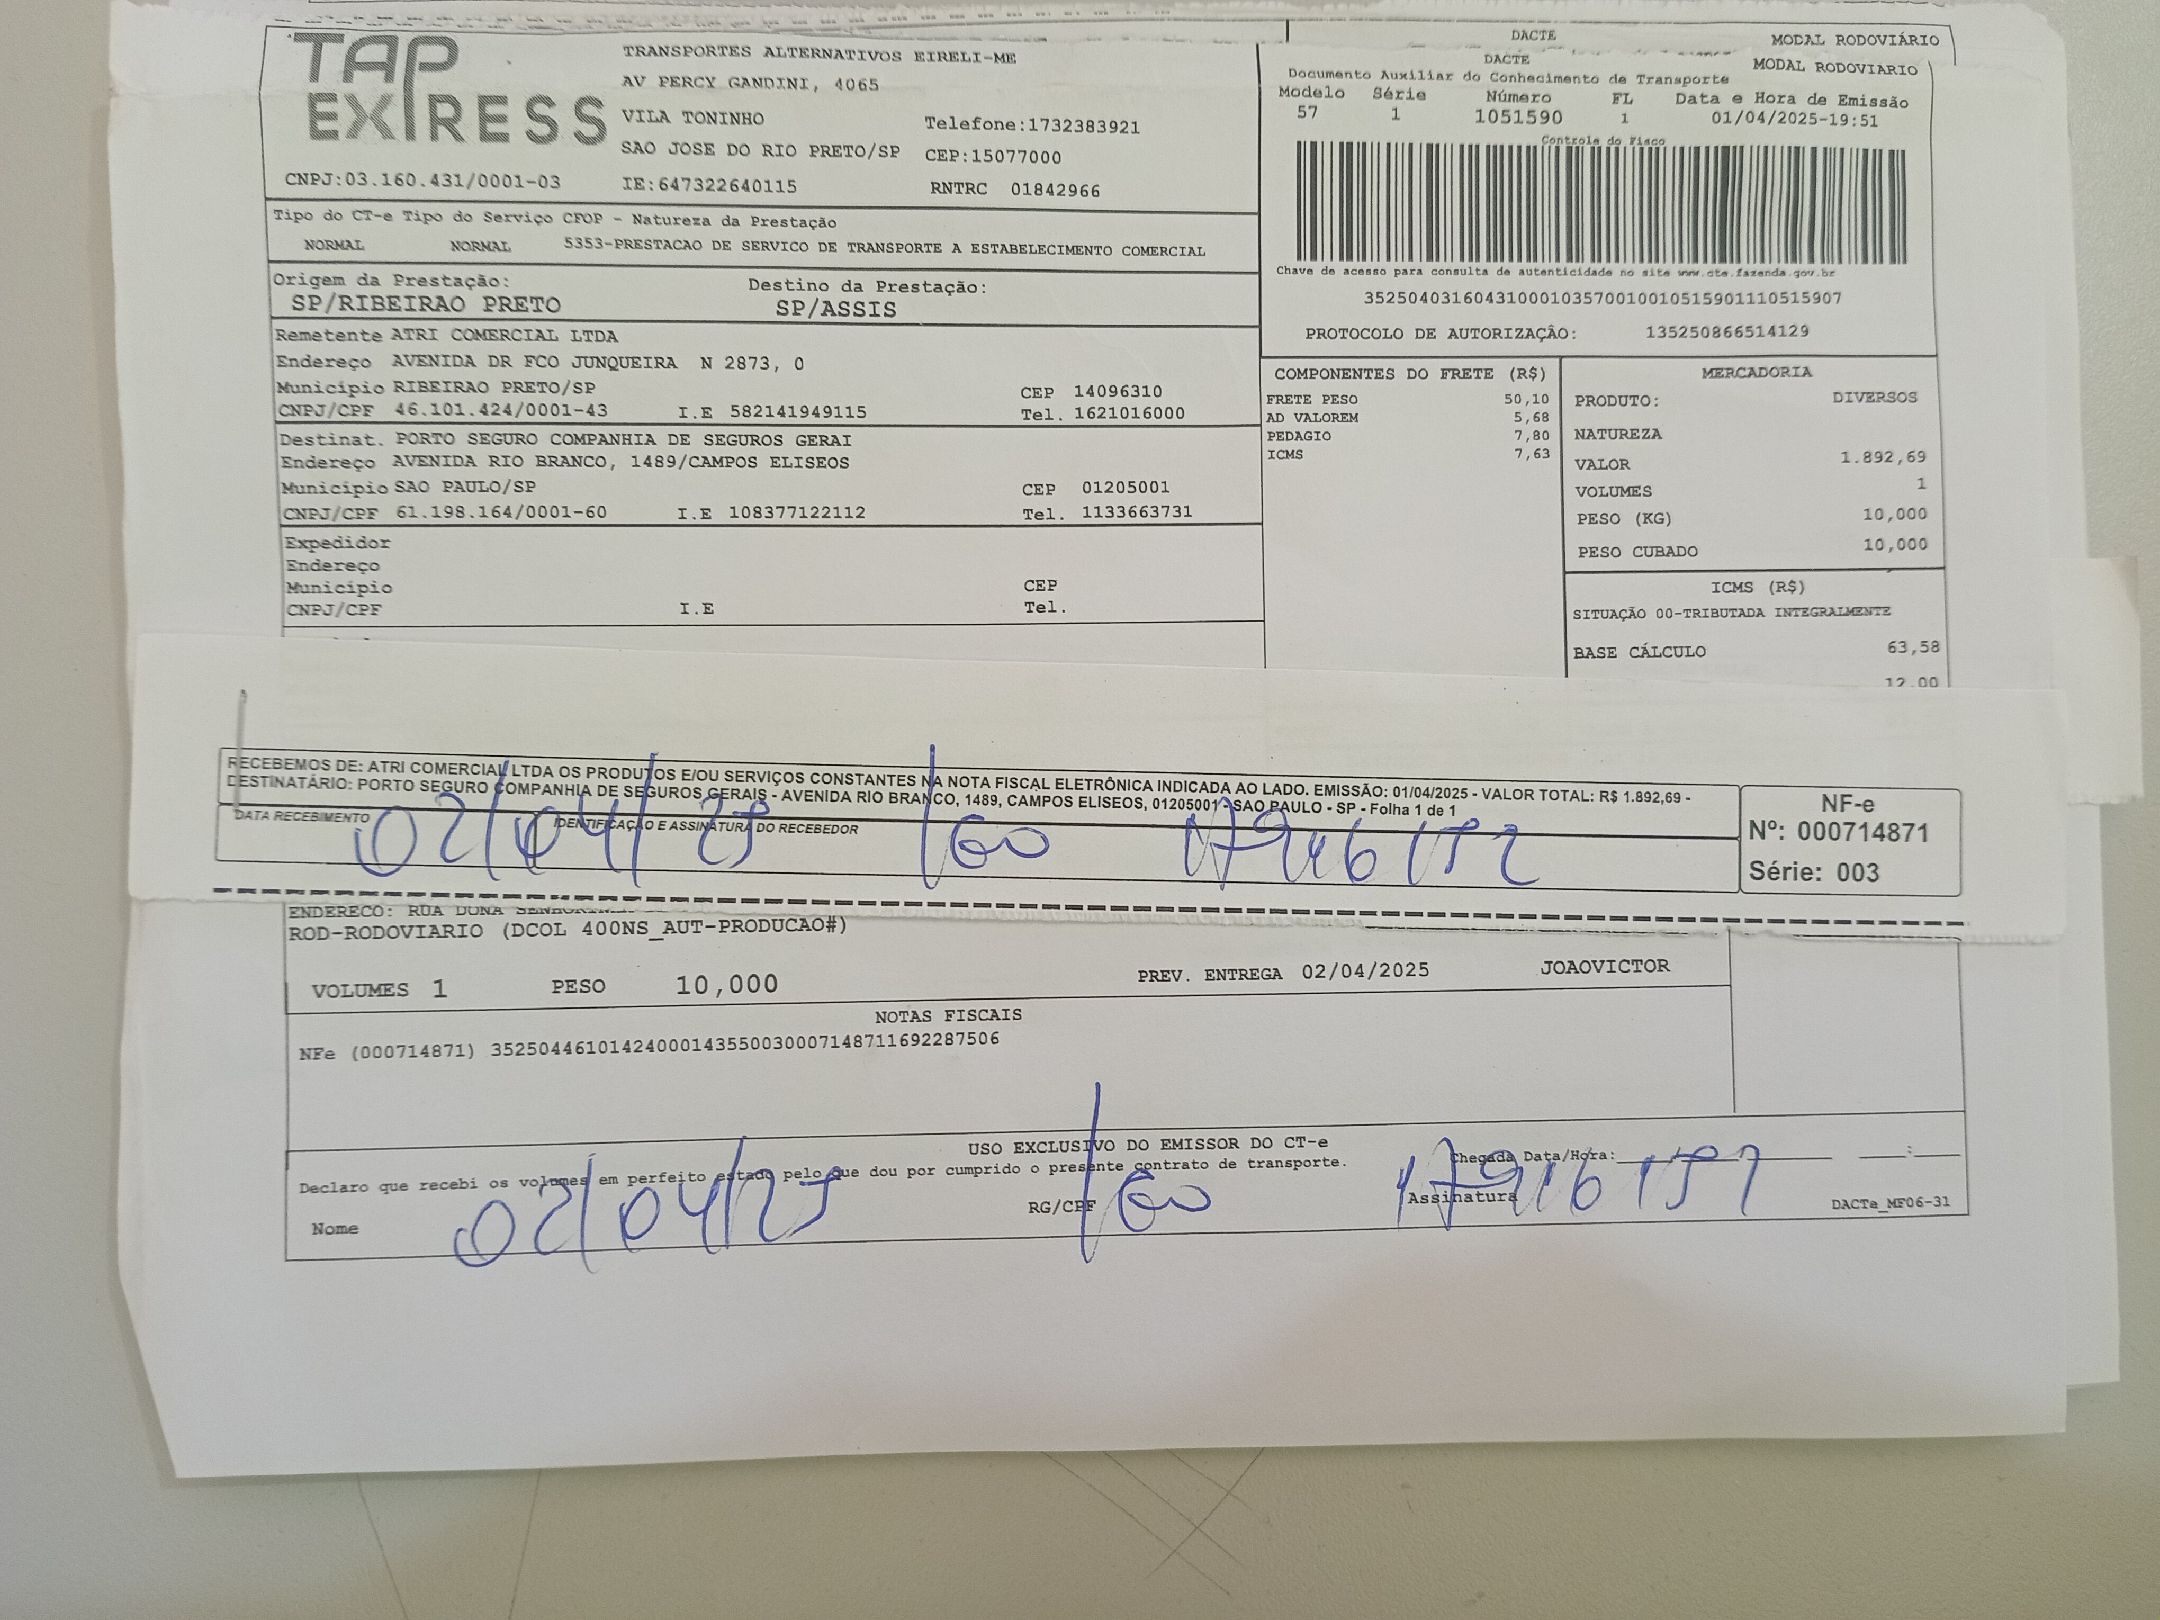 TAP EXPRESS
TRANSPORTES ALTERNATIVOS EIRELI-ME
AV PERCY GANDINI, 4065
VILA TONINHO Telefone:1732383921
SAO JOSE DO RIO PRETO/SP CEP:15077000
CNPJ:03.160.431/0001-03 IE:647322640115 RNTRC 01842966
DACTE MODAL RODOVIÁRIO
DACTE MODAL RODOVIARIO
Documento Auxiliar do Conhecimento de Transporte
Modelo Série Número FL Data e Hora de Emissão
57 1 1051590 1 01/04/2025-19:51
Controle do Fisco
Chave de acesso para consulta de autenticidade no site www.cte.fazenda.gov.br
35250403160431000103570010010515901110515907
PROTOCOLO DE AUTORIZAÇÃO: 135250866514129
Tipo do CT-e Tipo do Serviço CFOP - Natureza da Prestação
NORMAL NORMAL 5353-PRESTACAO DE SERVICO DE TRANSPORTE A ESTABELECIMENTO COMERCIAL
Origem da Prestação: Destino da Prestação:
SP/RIBEIRAO PRETO SP/ASSIS
Remetente ATRI COMERCIAL LTDA
Endereço AVENIDA DR FCO JUNQUEIRA N 2873, 0
Município RIBEIRAO PRETO/SP CEP 14096310
CNPJ/CPF 46.101.424/0001-43 I.E 582141949115 Tel. 1621016000
Destinat. PORTO SEGURO COMPANHIA DE SEGUROS GERAI
Endereço AVENIDA RIO BRANCO, 1489/CAMPOS ELISEOS
Município SAO PAULO/SP CEP 01205001
CNPJ/CPF 61.198.164/0001-60 I.E 108377122112 Tel. 1133663731
Expedidor
Endereço
Município CEP
CNPJ/CPF I.E Tel.
COMPONENTES DO FRETE (R$)
FRETE PESO 50,10
AD VALOREM 5,68
PEDAGIO 7,80
ICMS 7,63
MERCADORIA
PRODUTO: DIVERSOS
NATUREZA
VALOR 1.892,69
VOLUMES 1
PESO (KG) 10,000
PESO CUBADO 10,000
ICMS (R$)
SITUAÇÃO 00-TRIBUTADA INTEGRALMENTE
BASE CÁLCULO 63,58
12,00
RECEBEMOS DE: ATRI COMERCIAL LTDA OS PRODUTOS E/OU SERVIÇOS CONSTANTES NA NOTA FISCAL ELETRÔNICA INDICADA AO LADO. EMISSÃO: 01/04/2025 - VALOR TOTAL: R$ 1.892,69 -
DESTINATÁRIO: PORTO SEGURO COMPANHIA DE SEGUROS GERAIS - AVENIDA RIO BRANCO, 1489, CAMPOS ELISEOS, 01205001 - SAO PAULO - SP - Folha 1 de 1
DATA RECEBIMENTO IDENTIFICAÇÃO E ASSINATURA DO RECEBEDOR
02/04/25
NF-e
Nº: 000714871
Série: 003
ENDERECO: RUA DONA
ROD-RODOVIARIO (DCOL 400NS_AUT-PRODUCAO#)
VOLUMES 1 PESO 10,000 PREV. ENTREGA 02/04/2025 JOAOVICTOR
NOTAS FISCAIS
NFe (000714871) 35250446101424000143550030007148711692287506
USO EXCLUSIVO DO EMISSOR DO CT-e
Declaro que recebi os volumes em perfeito estado pelo que dou por cumprido o presente contrato de transporte. Chegada Data/Hora:
Nome 02/04/25 RG/CPF Assinatura DACTe_MF06-31